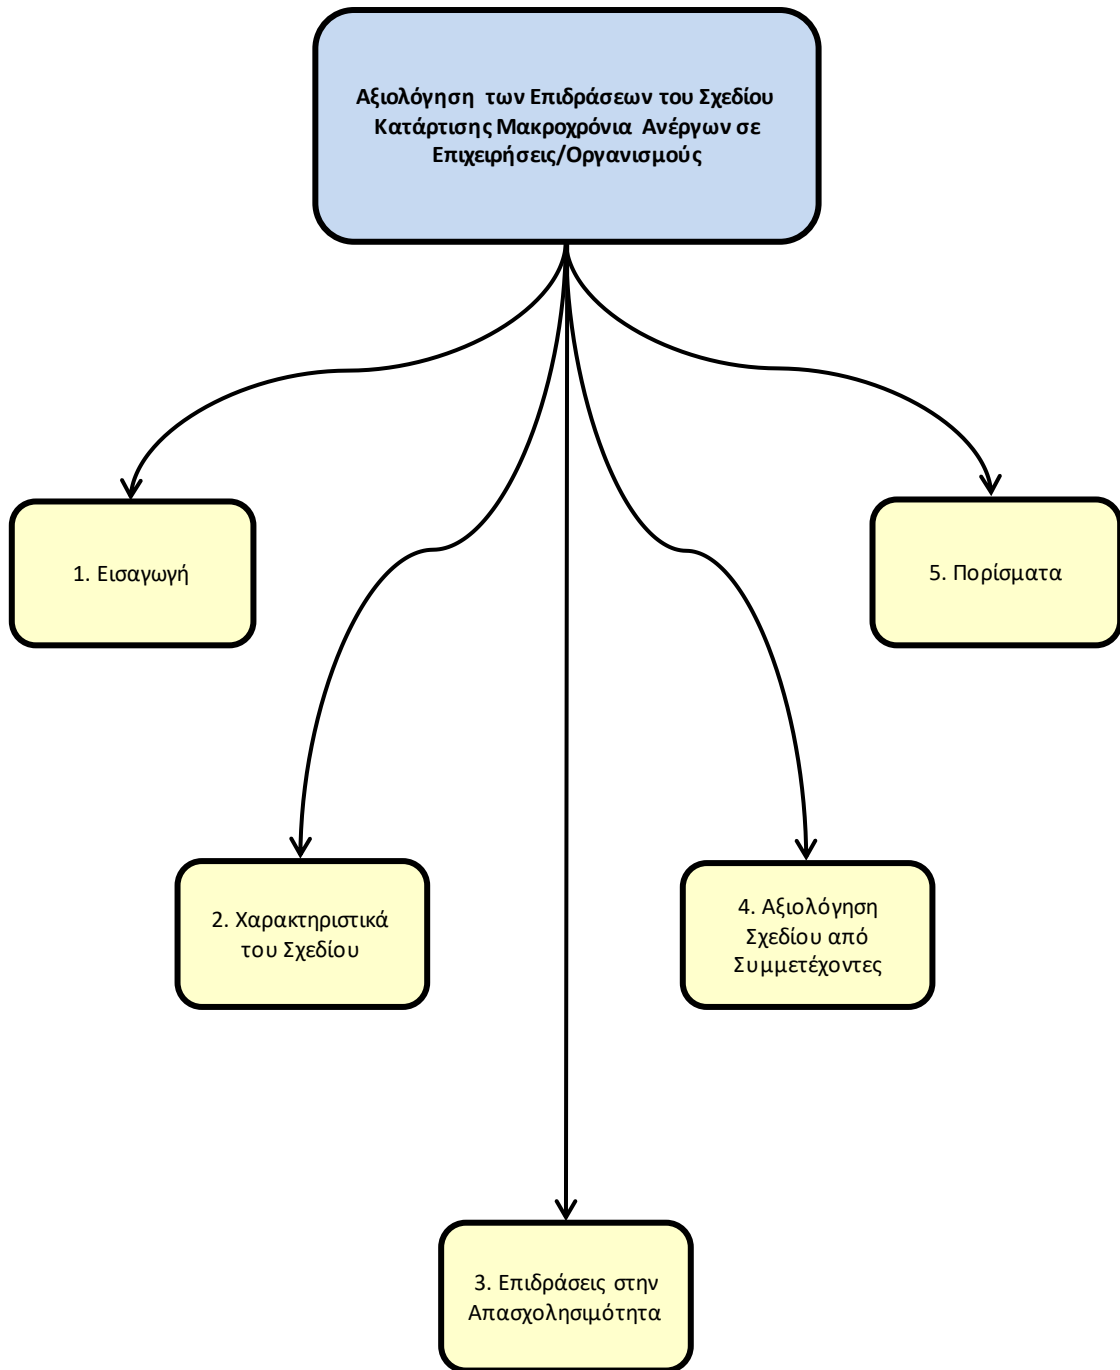 Αξιολόγηση των Επιδράσεων του Σχεδίου
Κατάρτισης Μακροχρόνια Ανέργων σε
Επιχειρήσεις/Οργανισμούς
1. Εισαγωγή
5. Πορίσματα
2. Χαρακτηριστικά
του Σχεδίου
4. Αξιολόγηση
Σχεδίου από
Συμμετέχοντες
3. Επιδράσεις στην
Απασχολησιμότητα